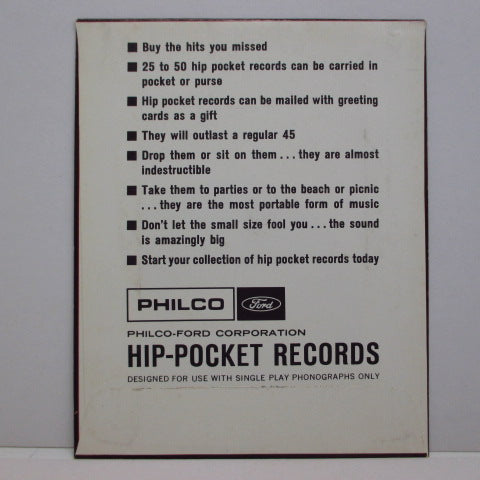 ■ Buy the hits you missed
■ 25 to 50 hip pocket records can be carried in
pocket or purse
■ Hip pocket records can be mailed with greeting
cards as a gift
■ They will outlast a regular 45
■ Drop them or sit on them...they are almost
indestructible
■ Take them to parties or to the beach or picnic
...they are the most portable form of music
■ Don't let the small size fool you...the sound
is amazingly big
■ Start your collection of hip pocket records today
PHILCO Ford
PHILCO-FORD CORPORATION
HIP-POCKET RECORDS
DESIGNED FOR USE WITH SINGLE PLAY PHONOGRAPHS ONLY